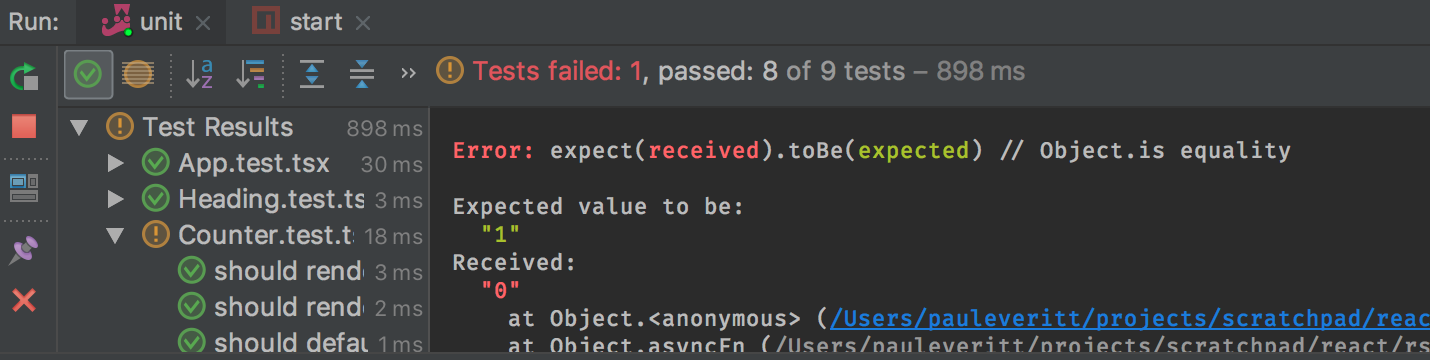 Run: unit × start ×
a z » Tests failed: 1, passed: 8 of 9 tests – 898 ms
Test Results 898 ms
App.test.tsx 30 ms
Heading.test.ts 3 ms
Counter.test.t 18 ms
should rend 3 ms
should rend 2 ms
should defau 1 ms
Error: expect(received).toBe(expected) // Object.is equality
Expected value to be:
"1"
Received:
"0"
at Object.<anonymous> (/Users/pauleveritt/projects/scratchpad/reac
at Object.asyncFn (/Users/pauleveritt/projects/scratchpad/react/rs